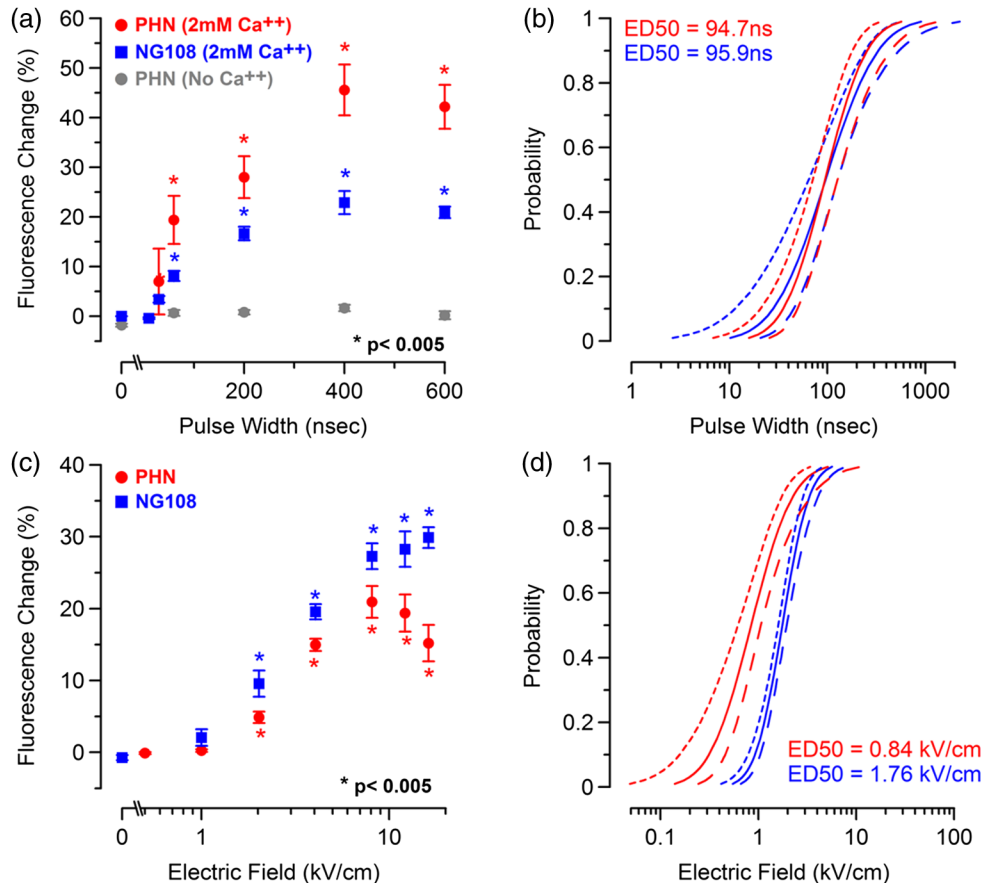 (a)
PHN (2mM Ca++)
NG108 (2mM Ca++)
PHN (No Ca++)
Fluorescence Change (%)
60
50
40
30
20
10
0
* * * * * * * *
* p< 0.005
0 200 400 600
Pulse Width (nsec)
(b)
ED50 = 94.7ns
ED50 = 95.9ns
Probability
1
0.8
0.6
0.4
0.2
0
1 10 100 1000
Pulse Width (nsec)
(c)
PHN
NG108
Fluorescence Change (%)
40
30
20
10
0
* * * * * * * * * *
* p< 0.005
0 1 10
Electric Field (kV/cm)
(d)
Probability
1
0.8
0.6
0.4
0.2
0
ED50 = 0.84 kV/cm
ED50 = 1.76 kV/cm
0.1 1 10 100
Electric Field (kV/cm)